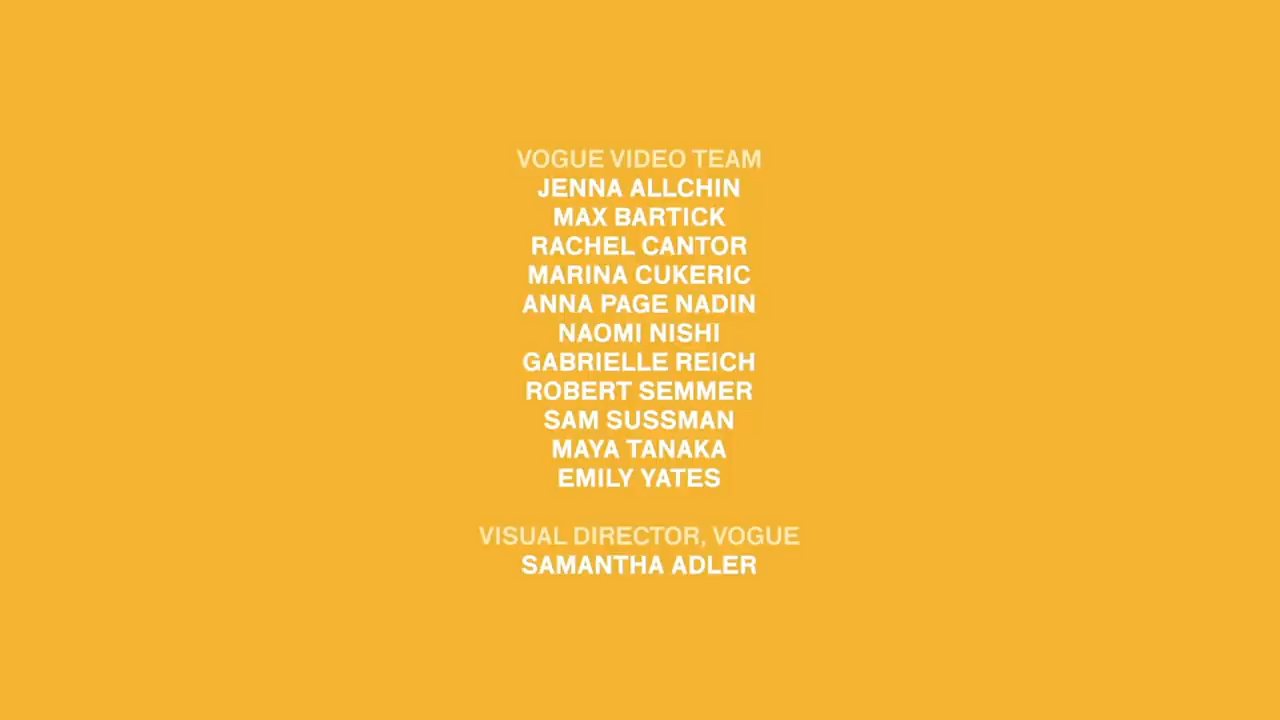 VOGUE VIDEO TEAM
JENNA ALLCHIN
MAX BARTICK
RACHEL CANTOR
MARINA CUKERIC
ANNA PAGE NADIN
NAOMI NISHI
GABRIELLE REICH
ROBERT SEMMER
SAM SUSSMAN
MAYA TANAKA
EMILY YATES
VISUAL DIRECTOR, VOGUE
SAMANTHA ADLER